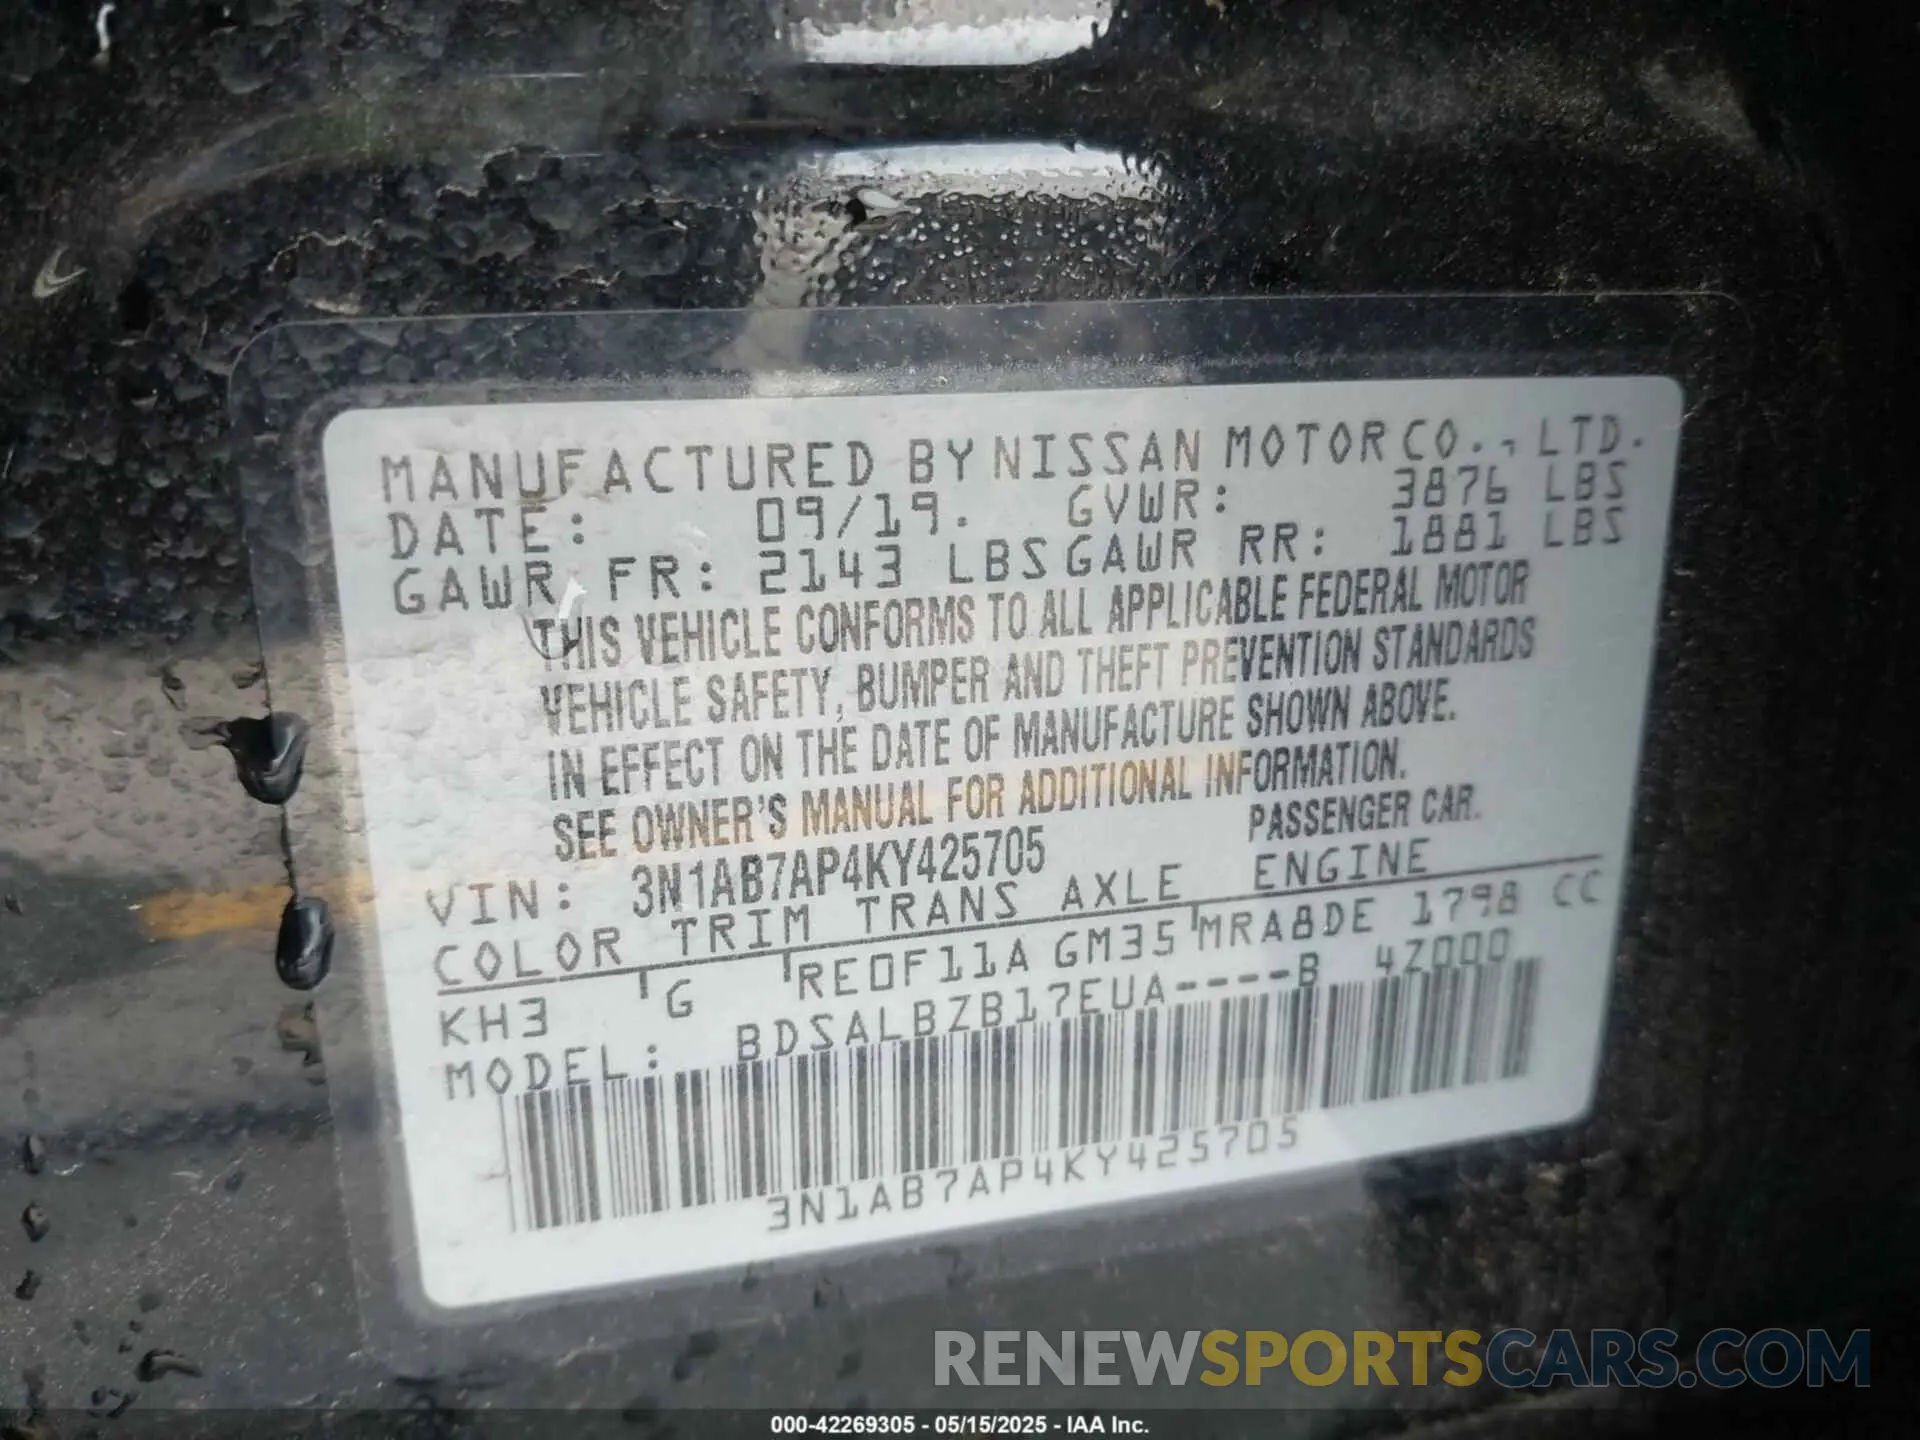 MANUFACTURED BY NISSAN MOTOR CO., LTD.
DATE: 09/19. GVWR: 3876 LBS
GAWR FR: 2143 LBS GAWR RR: 1881 LBS
THIS VEHICLE CONFORMS TO ALL APPLICABLE FEDERAL MOTOR
VEHICLE SAFETY, BUMPER AND THEFT PREVENTION STANDARDS
IN EFFECT ON THE DATE OF MANUFACTURE SHOWN ABOVE.
SEE OWNER'S MANUAL FOR ADDITIONAL INFORMATION.
VIN: 3N1AB7AP4KY425705 PASSENGER CAR.
COLOR TRIM TRANS AXLE ENGINE
KH3 G RE0F11A GM35 MRA8DE 1798 CC
MODEL: BDSALBZB17EUA----B 4Z000
3N1AB7AP4KY425705
RENEWSPORTSCARS.COM
000-42269305 - 05/15/2025 - IAA Inc.